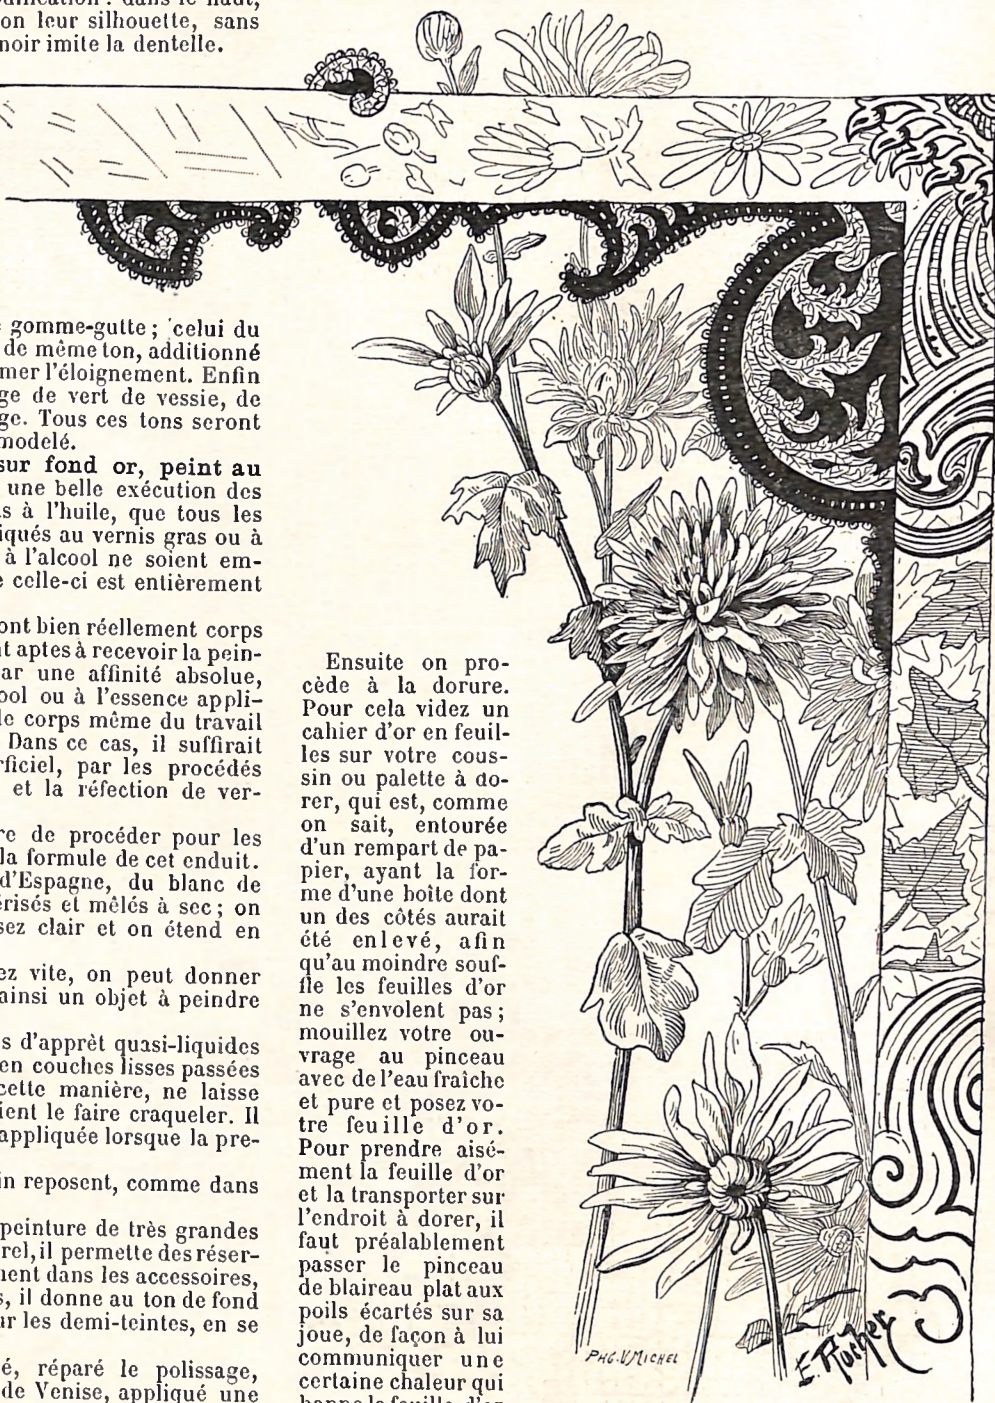 on leur silhouette, sans
noir imite la dentelle.
gomme-gutte ; celui du
de même ton, additionné
mer l'éloignement. Enfin
ge de vert de vessie, de
ge. Tous ces tons seront
modelé.
sur fond or, peint au
une belle exécution des
s à l'huile, que tous les
iqués au vernis gras ou à
à l'alcool ne soient em-
celle-ci est entièrement
ont bien réellement corps
t aptes à recevoir la pein-
ar une affinité absolue,
ool ou à l'essence appli-
le corps même du travail
Dans ce cas, il suffirait
rficiel, par les procédés
et la réfection de ver-
re de procéder pour les
la formule de cet enduit.
d'Espagne, du blanc de
érisés et mêlés à sec ; on
sez clair et on étend en
ez vite, on peut donner
ainsi un objet à peindre
s d'apprêt quasi-liquides
en couches lisses passées
cette manière, ne laisse
ient le faire craqueler. Il
appliquée lorsque la pre-
in reposent, comme dans
peinture de très grandes
rel, il permette des réser-
ment dans les accessoires,
s, il donne au ton de fond
ur les demi-teintes, en se
é, réparé le polissage,
de Venise, appliqué une
Ensuite on pro-
cède à la dorure.
Pour cela videz un
cahier d'or en feuil-
les sur votre cous-
sin ou palette à do-
rer, qui est, comme
on sait, entourée
d'un rempart de pa-
pier, ayant la for-
me d'une boîte dont
un des côtés aurait
été enlevé, afin
qu'au moindre souf-
fle les feuilles d'or
ne s'envolent pas ;
mouillez votre ou-
vrage au pinceau
avec de l'eau fraîche
et pure et posez vo-
tre feuille d'or.
Pour prendre aisé-
ment la feuille d'or
et la transporter sur
l'endroit à dorer, il
faut préalablement
passer le pinceau
de blaireau plat aux
poils écartés sur sa
joue, de façon à lui
communiquer une
certaine chaleur qui
PHG. V. MICHEL
E. Rocher